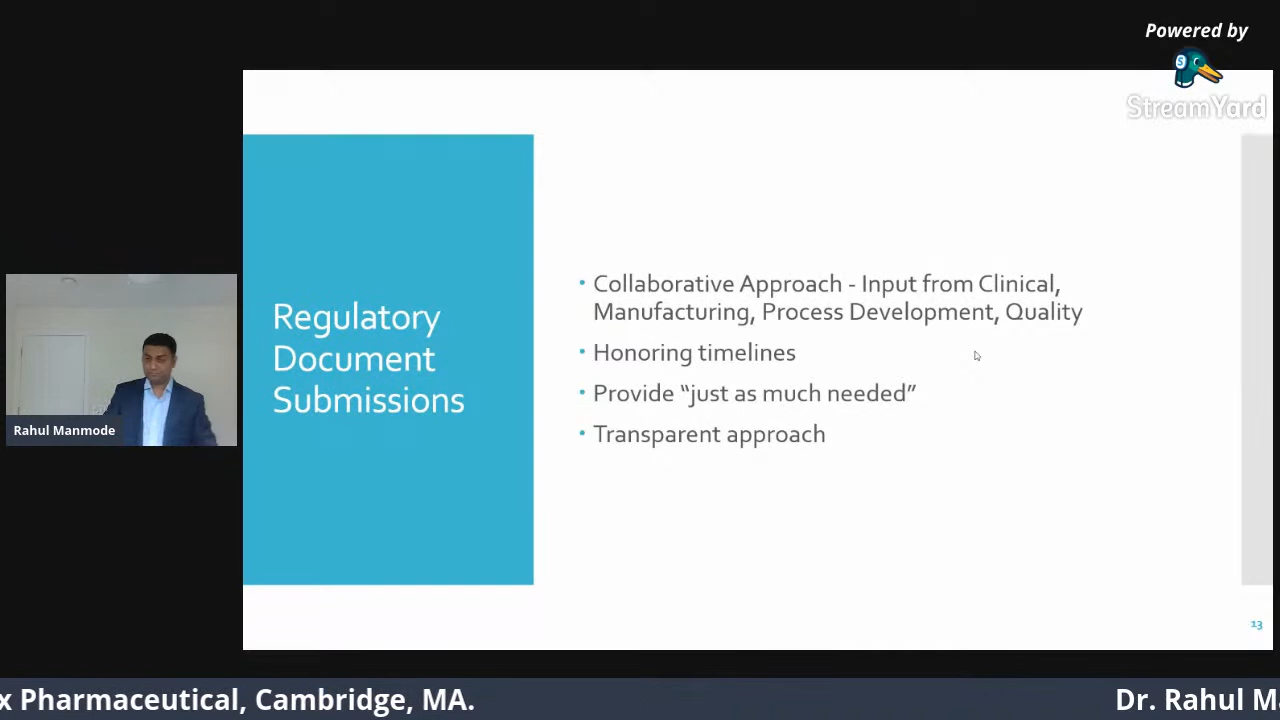 Powered by
StreamYard
Regulatory
Document
Submissions
• Collaborative Approach - Input from Clinical,
Manufacturing, Process Development, Quality
• Honoring timelines
• Provide “just as much needed”
• Transparent approach
Rahul Manmode
13
x Pharmaceutical, Cambridge, MA.
Dr. Rahul M